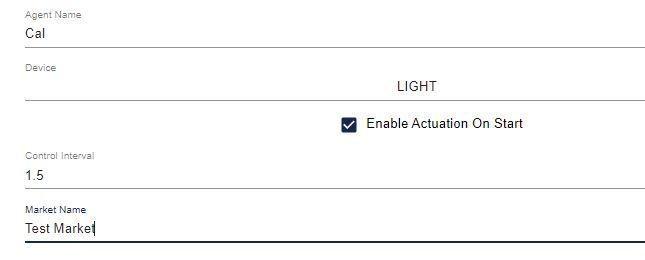 Agent Name
Cal
Device
LIGHT
Enable Actuation On Start
Control Interval
1.5
Market Name
Test Market